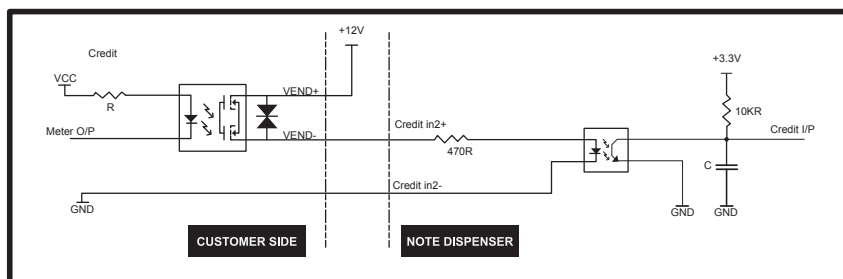 +12V
Credit
+3.3V
VCC
VEND+
R
10KR
Credit in2+
Credit I/P
Meter O/P
VEND-
470R
C
Credit in2-
GND
GND
GND
CUSTOMER SIDE
NOTE DISPENSER